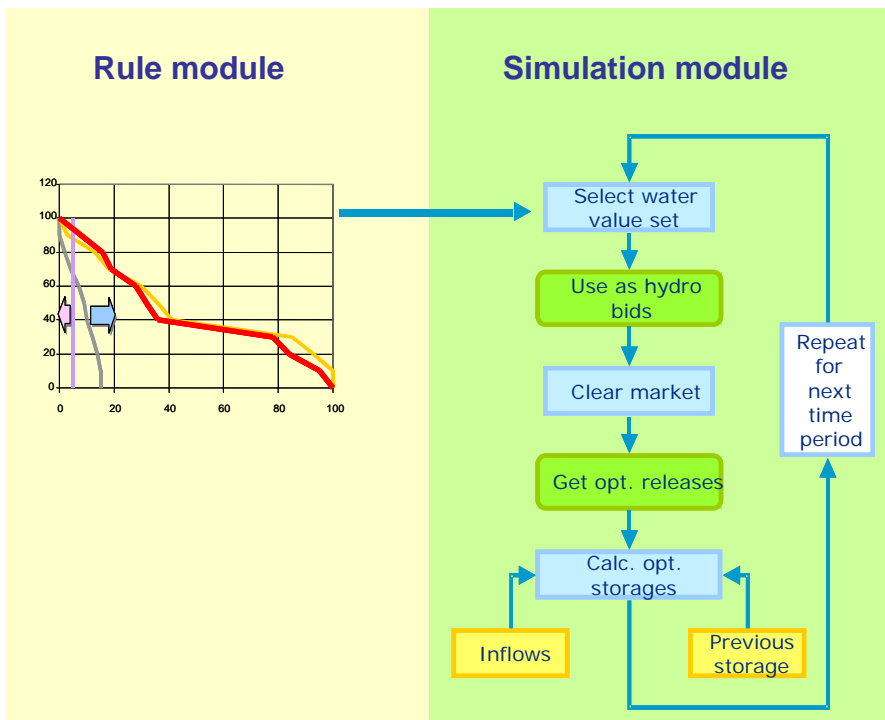 Rule module
120
100
80
60
40
20
0
0 20 40 60 80 100
Simulation module
Select water
value set
Use as hydro
bids
Clear market
Get opt. releases
Calc. opt.
storages
Inflows
Previous
storage
Repeat
for
next
time
period